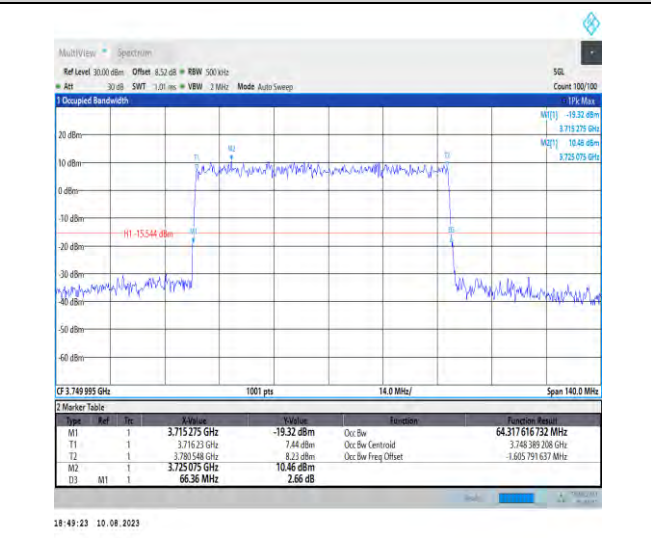 MultiView Spectrum
Ref Level 30.00 dBm Offset 8.52 dB RBW 500 kHz SGL
Att 30 dB SWT 1.01 ms VBW 2 MHz Mode Auto Sweep Count 100/100
1 Occupied Bandwidth 1Pk Max
M1[1] -19.32 dBm
3.715 275 GHz
M2[1] 10.46 dBm
3.725 075 GHz
20 dBm
M2
T1 T2
10 dBm
0 dBm
-10 dBm
H1 -15.544 dBm M1 D3
-20 dBm
-30 dBm
-40 dBm
-50 dBm
-60 dBm
CF 3.749 995 GHz 1001 pts 14.0 MHz/ Span 140.0 MHz
2 Marker Table
Type Ref Trc X-Value Y-Value Function Function Result
M1 1 3.715 275 GHz -19.32 dBm Occ Bw 64.317 616 732 MHz
T1 1 3.716 23 GHz 7.44 dBm Occ Bw Centroid 3.748 389 208 GHz
T2 1 3.780 548 GHz 8.23 dBm Occ Bw Freq Offset -1.605 791 637 MHz
M2 1 3.725 075 GHz 10.46 dBm
D3 M1 1 66.36 MHz 2.66 dB
18:49:23 10.08.2023